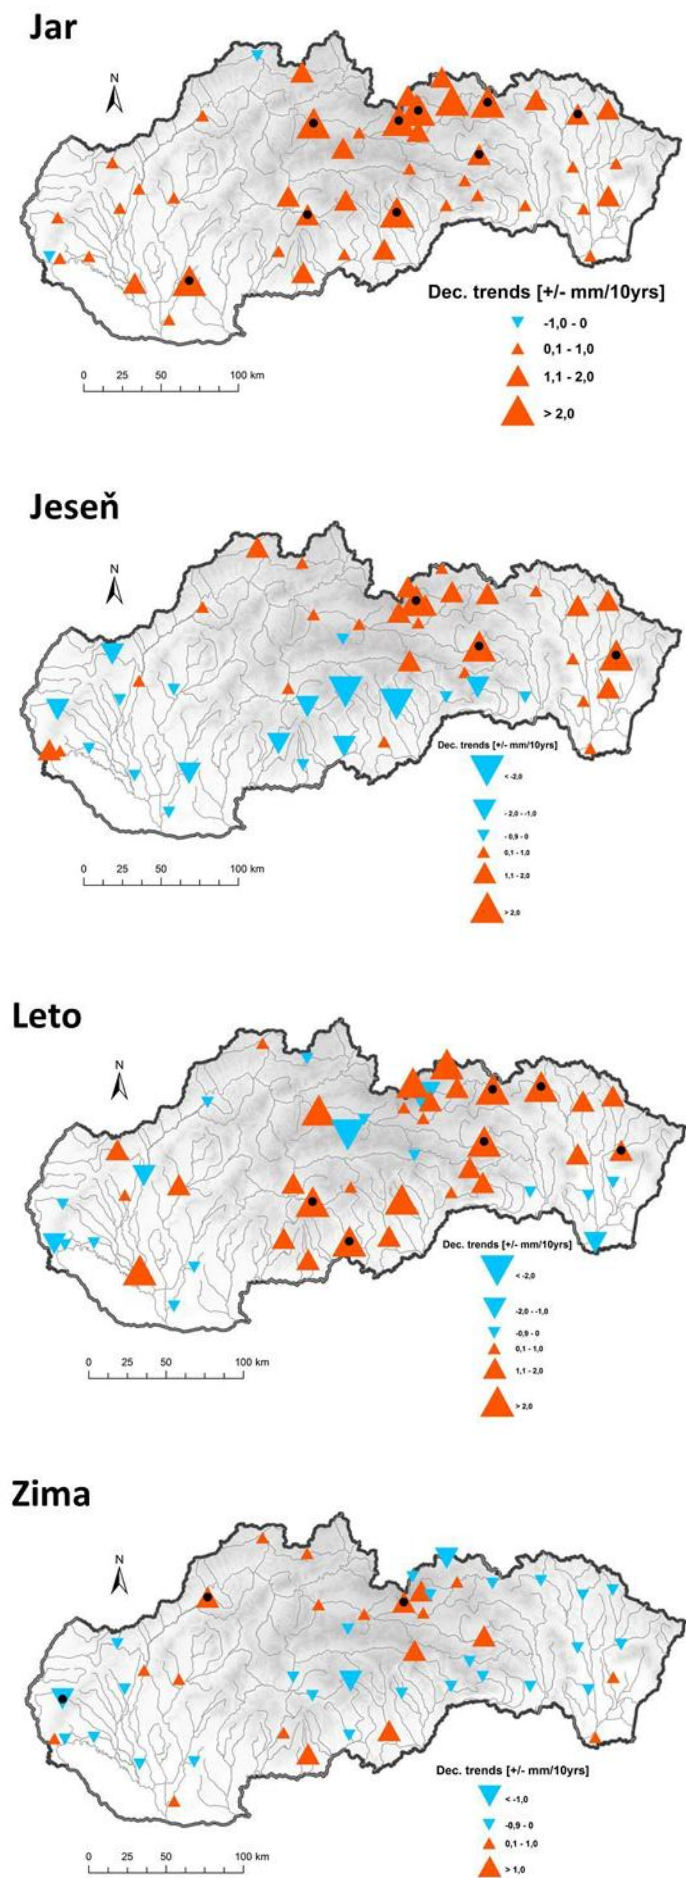 Jar
N
Dec. trends [+/- mm/10yrs]
-1,0 - 0
0,1 - 1,0
1,1 - 2,0
> 2,0
0 25 50 100 km
Jeseň
N
Dec. trends [+/- mm/10yrs]
< -2,0
- 2,0 - -1,0
- 0,9 - 0
0,1 - 1,0
1,1 - 2,0
> 2,0
0 25 50 100 km
Leto
N
Dec. trends [+/- mm/10yrs]
< -2,0
-2,0 - -1,0
-0,9 - 0
0,1 - 1,0
1,1 - 2,0
> 2,0
0 25 50 100 km
Zima
N
Dec. trends [+/- mm/10yrs]
< -1,0
-0,9 - 0
0,1 - 1,0
> 1,0
0 25 50 100 km